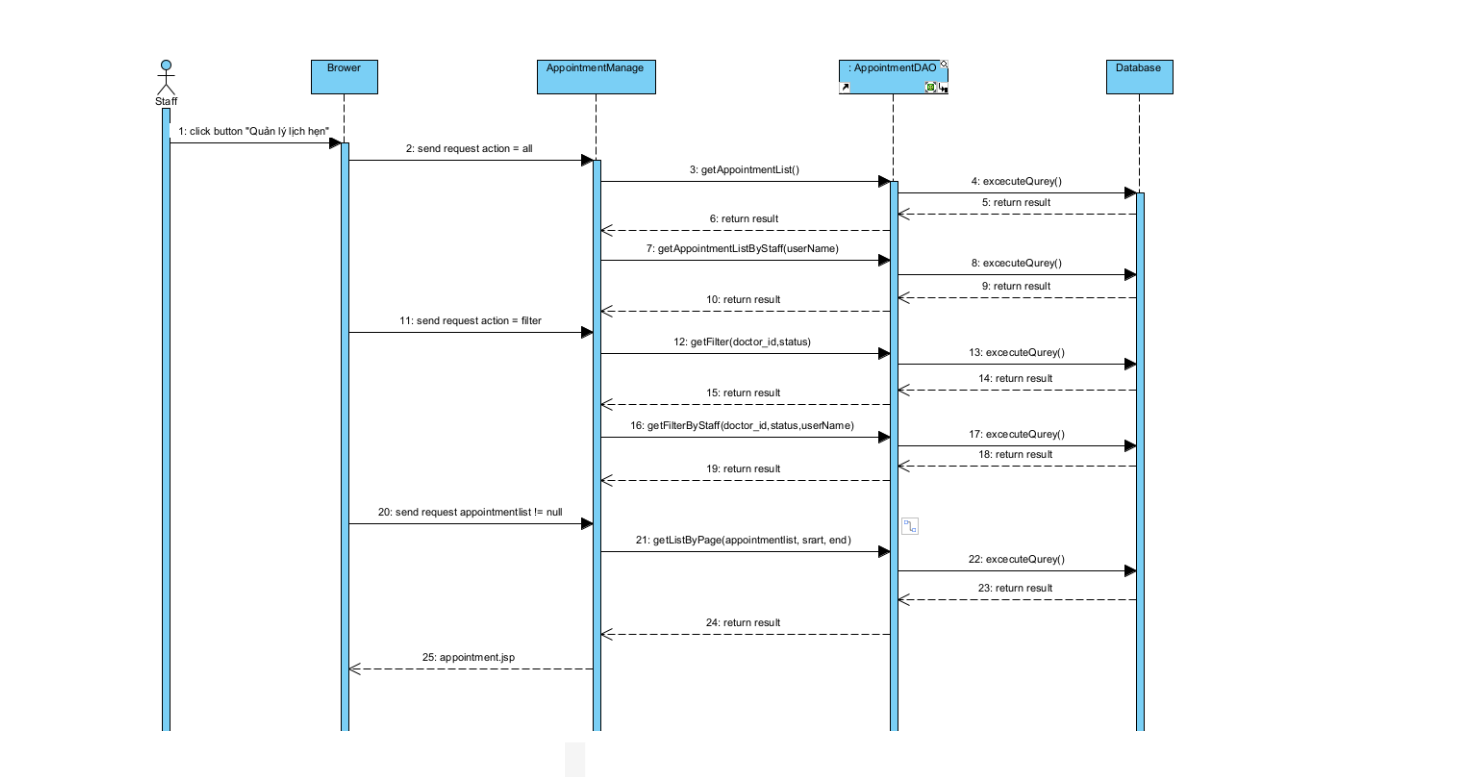 Brower
AppointmentManage
: AppointmentDAO
Database
Staff
1: click button "Quản lý lịch hẹn"
2: send request action = all
3: getAppointmentList()
4: excecuteQurey()
5: return result
6: return result
7: getAppointmentListByStaff(userName)
8: excecuteQurey()
9: return result
10: return result
11: send request action = filter
12: getFilter(doctor_id,status)
13: excecuteQurey()
14: return result
15: return result
16: getFilterByStaff(doctor_id,status,userName)
17: excecuteQurey()
18: return result
19: return result
20: send request appointmentlist != null
21: getListByPage(appointmentlist, srart, end)
22: excecuteQurey()
23: return result
24: return result
25: appointment.jsp